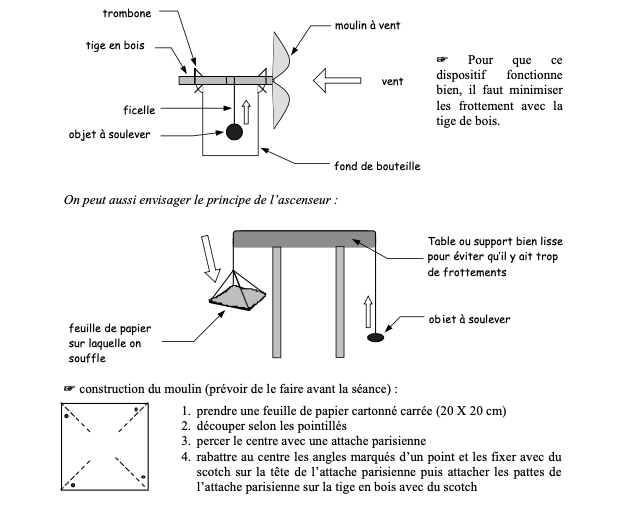 trombone
moulin à vent
tige en bois
vent
ficelle
objet à soulever
fond de bouteille
☞ Pour que ce
dispositif fonctionne
bien, il faut minimiser
les frottement avec la
tige de bois.
On peut aussi envisager le principe de l'ascenseur :
Table ou support bien lisse
pour éviter qu'il y ait trop
de frottements
objet à soulever
feuille de papier
sur laquelle on
souffle
☞ construction du moulin (prévoir de le faire avant la séance) :
1. prendre une feuille de papier cartonné carrée (20 X 20 cm)
2. découper selon les pointillés
3. percer le centre avec une attache parisienne
4. rabattre au centre les angles marqués d'un point et les fixer avec du
scotch sur la tête de l'attache parisienne puis attacher les pattes de
l'attache parisienne sur la tige en bois avec du scotch